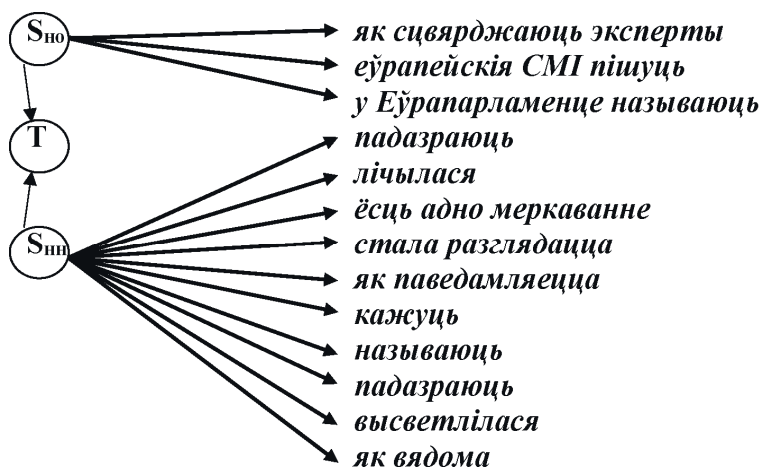 Sно
як сцвярджаюць эксперты
еўрапейскія СМІ пішуць
у Еўрапарламенце называюць
T
падазраюць
лічылася
ёсць адно меркаванне
Sнн
стала разглядацца
як паведамляецца
кажуць
называюць
падазраюць
высветлілася
як вядома